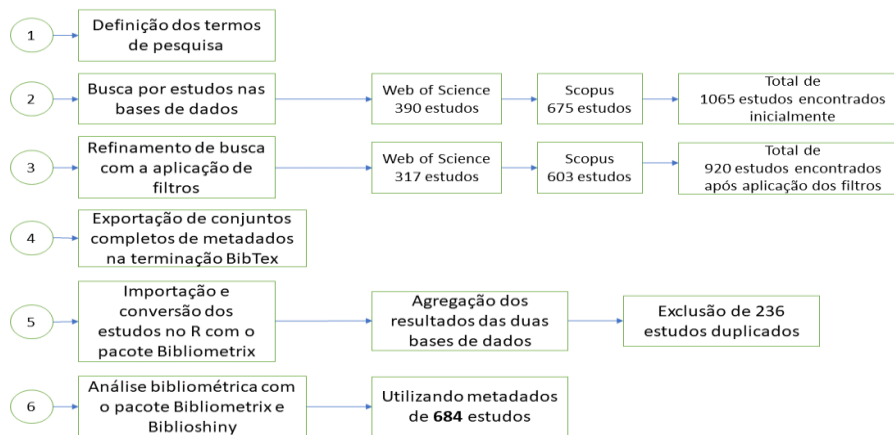 1
Definição dos termos
de pesquisa
2
Busca por estudos nas
bases de dados
Web of Science
390 estudos
Scopus
675 estudos
Total de
1065 estudos encontrados
inicialmente
3
Refinamento de busca
com a aplicação de
filtros
Web of Science
317 estudos
Scopus
603 estudos
Total de
920 estudos encontrados
após aplicação dos filtros
4
Exportação de conjuntos
completos de metadados
na terminação BibTex
5
Importação e
conversão dos
estudos no R com o
pacote Bibliometrix
Agregação dos
resultados das duas
bases de dados
Exclusão de 236
estudos duplicados
6
Análise bibliométrica com
o pacote Bibliometrix e
Biblioshiny
Utilizando metadados
de 684 estudos